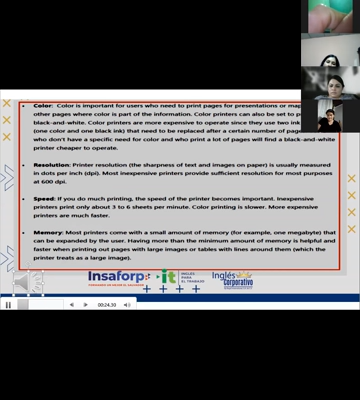 • Color: Color is important for users who need to print pages for presentations or map
other pages where color is part of the information. Color printers can also be set to p
black-and-white. Color printers are more expensive to operate since they use two ink
(one color and one black ink) that need to be replaced after a certain number of page
who don't have a specific need for color and who print a lot of pages will find a black-and-white
printer cheaper to operate.
• Resolution: Printer resolution (the sharpness of text and images on paper) is usually measured
in dots per inch (dpi). Most inexpensive printers provide sufficient resolution for most purposes
at 600 dpi.
• Speed: If you do much printing, the speed of the printer becomes important. Inexpensive
printers print only about 3 to 6 sheets per minute. Color printing is slower. More expensive
printers are much faster.
• Memory: Most printers come with a small amount of memory (for example, one megabyte) that
can be expanded by the user. Having more than the minimum amount of memory is helpful and
faster when printing out pages with large images or tables with lines around them (which the
printer treats as a large image).
Insaforp it INGLÉS PARA EL TRABAJO Inglés Corporativo
00:24.30